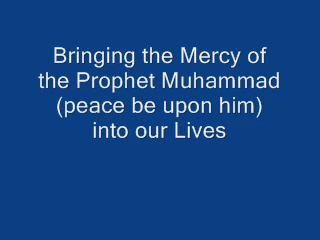 Bringing the Mercy of
the Prophet Muhammad
(peace be upon him)
into our Lives